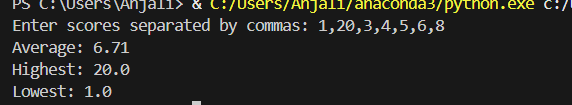 PS C:\Users\Anjali> & C:/Users/Anjali/anaconda3/python.exe c:/
Enter scores separated by commas: 1,20,3,4,5,6,8
Average: 6.71
Highest: 20.0
Lowest: 1.0